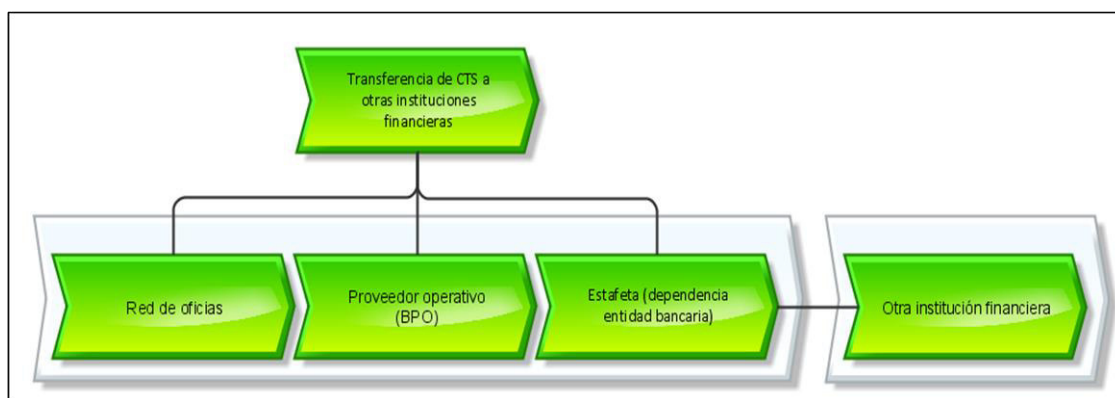 Transferencia de CTS a
otras instituciones
financieras
Red de oficias
Proveedor operativo
(BPO)
Estafeta (dependencia
entidad bancaria)
Otra institución financiera